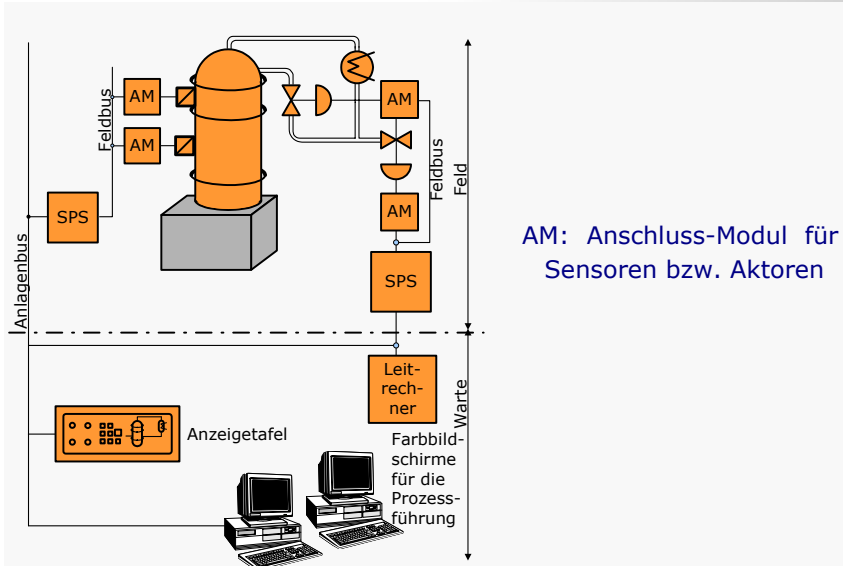 Feldbus
AM
AM
SPS
Anlagenbus
AM
AM
Feldbus
Feld
SPS
AM: Anschluss-Modul für
Sensoren bzw. Aktoren
Leit-
rech-
ner
Warte
Anzeigetafel
Farbbild-
schirme
für die
Prozess-
führung